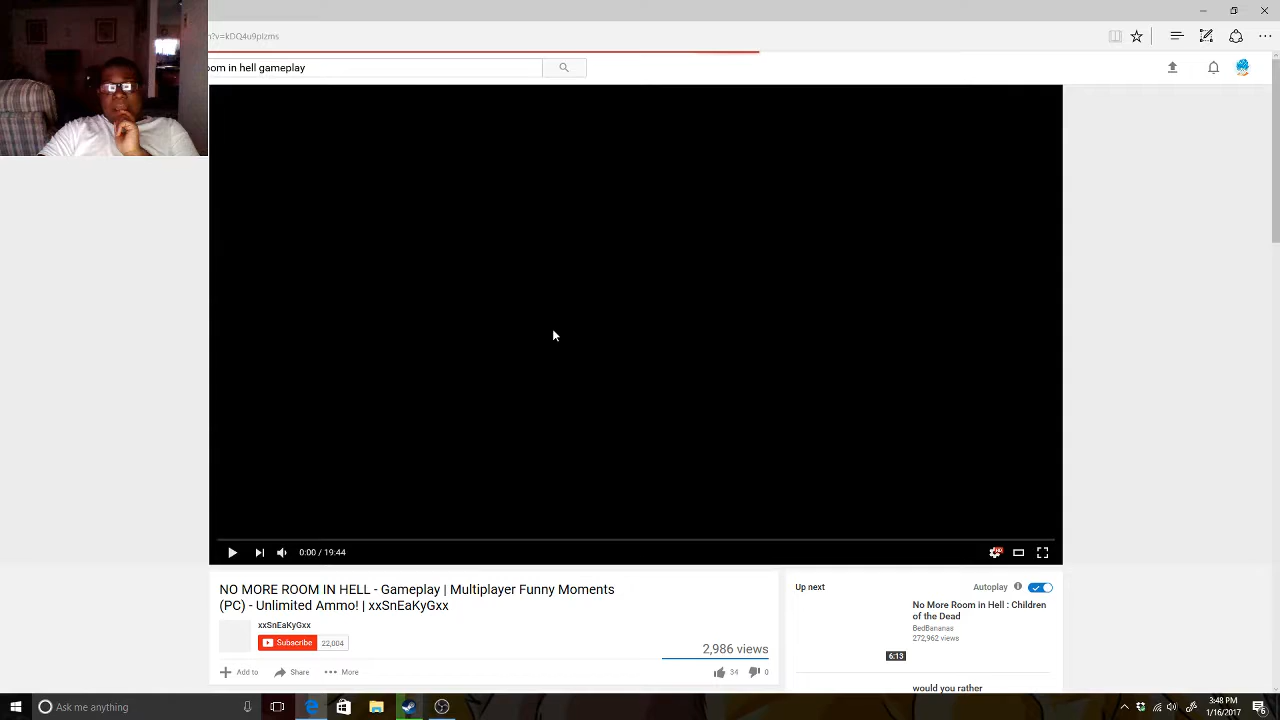 n?v=kDQ4u9pIzms
oom in hell gameplay
0:00 / 19:44
HD
NO MORE ROOM IN HELL - Gameplay | Multiplayer Funny Moments
(PC) - Unlimited Ammo! | xxSnEaKyGxx
xxSnEaKyGxx
Subscribe 22,004
2,986 views
Add to Share More 34 0
Up next Autoplay
No More Room in Hell : Children
of the Dead
BedBananas
272,962 views
6:13
would you rather
Ask me anything
3:48 PM
1/16/2017